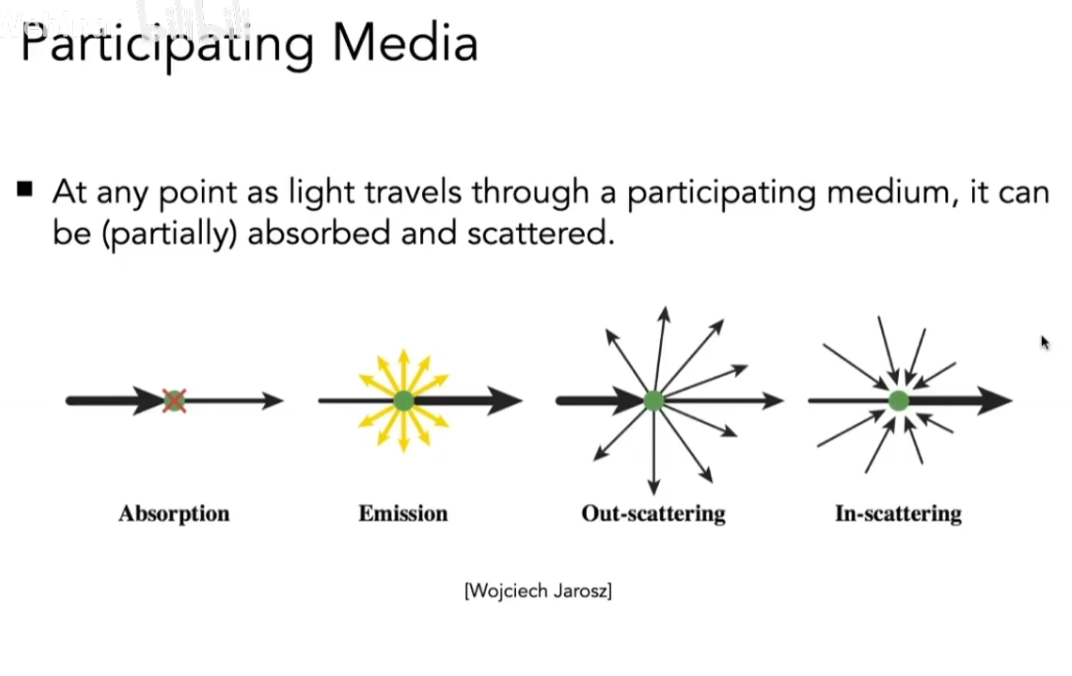 Participating Media
■ At any point as light travels through a participating medium, it can
be (partially) absorbed and scattered.
Absorption Emission Out-scattering In-scattering
[Wojciech Jarosz]